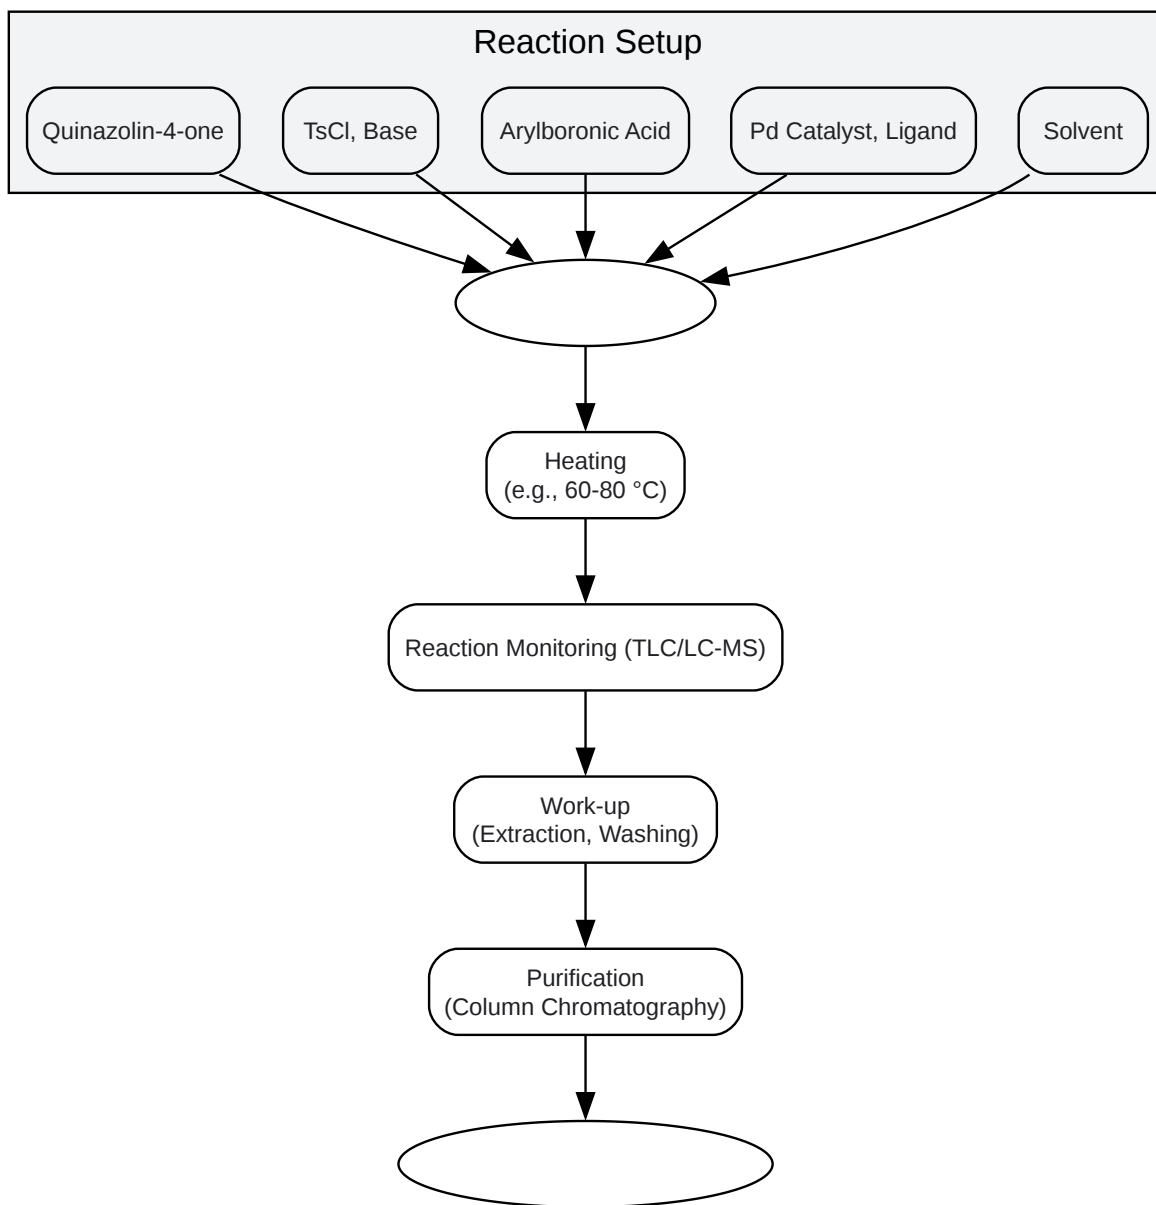 Reaction Setup
Quinazolin-4-one
TsCl, Base
Arylboronic Acid
Pd Catalyst, Ligand
Solvent
Heating
(e.g., 60-80 °C)
Reaction Monitoring (TLC/LC-MS)
Work-up
(Extraction, Washing)
Purification
(Column Chromatography)